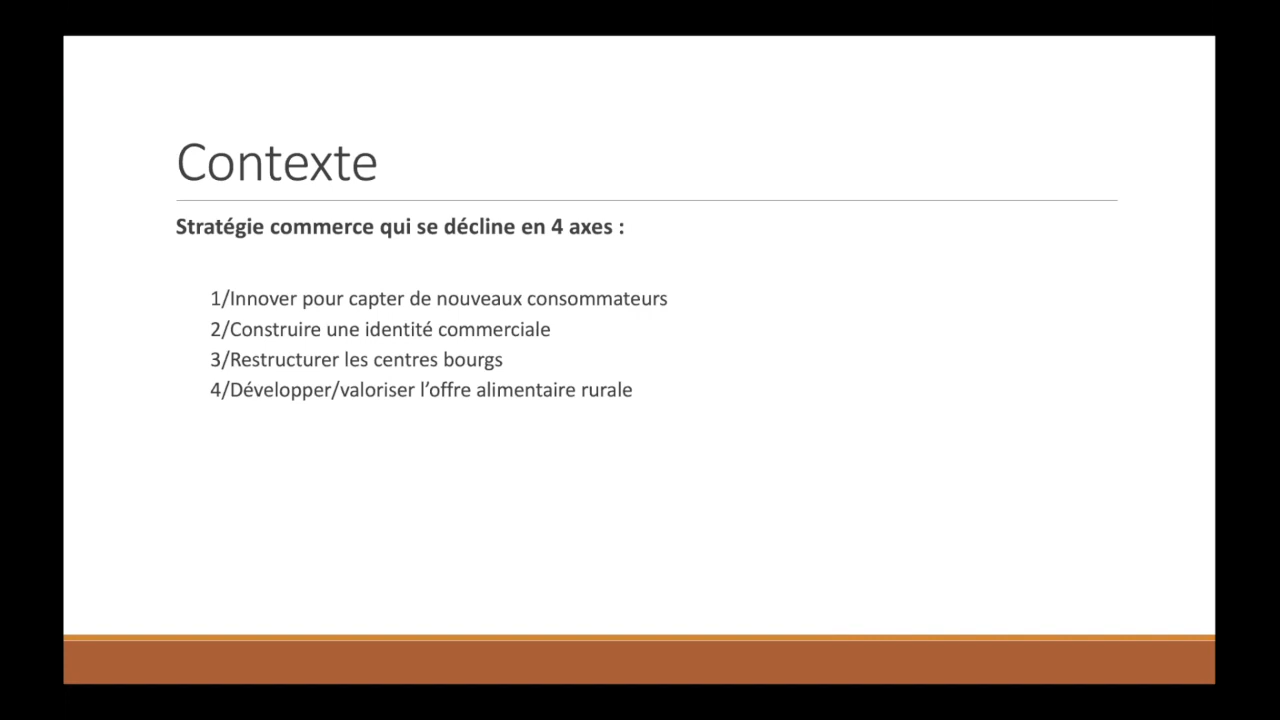 Contexte
Stratégie commerce qui se décline en 4 axes :
1/Innover pour capter de nouveaux consommateurs
2/Construire une identité commerciale
3/Restructurer les centres bourgs
4/Développer/valoriser l’offre alimentaire rurale